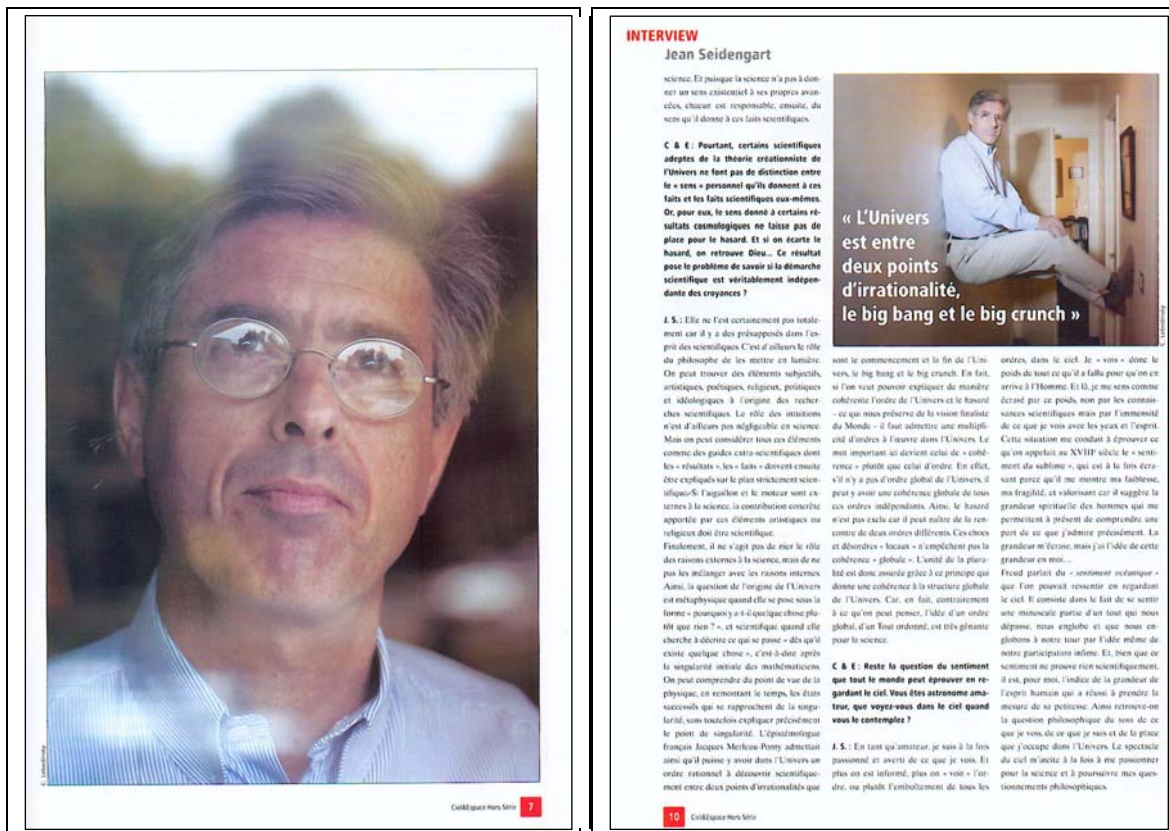 C. Lebedinsky
Ciel&Espace Hors Série 7
INTERVIEW
Jean Seidengart
science. Et puisque la science n'a pas à don-
ner un sens existentiel à ses propres avan-
cées, chacun est responsable, ensuite, du
sens qu'il donne à ces faits scientifiques.
C & E : Pourtant, certains scientifiques
adeptes de la théorie créationniste de
l'Univers ne font pas de distinction entre
le « sens » personnel qu'ils donnent à ces
faits et les faits scientifiques eux-mêmes.
Or, pour eux, le sens donné à certains ré-
sultats cosmologiques ne laisse pas de
place pour le hasard. Et si on écarte le
hasard, on retrouve Dieu... Ce résultat
pose le problème de savoir si la démarche
scientifique est véritablement indépen-
dante des croyances ?
J. S. : Elle ne l'est certainement pas totale-
ment car il y a des présupposés dans l'es-
prit des scientifiques. C'est d'ailleurs le rôle
du philosophe de les mettre en lumière.
On peut trouver des éléments subjectifs,
artistiques, poétiques, religieux, politiques
et idéologiques à l'origine des recher-
ches scientifiques. Le rôle des intuitions
n'est d'ailleurs pas négligeable en science.
Mais on peut considérer tous ces éléments
comme des guides extra-scientifiques dont
les « résultats », les « faits » doivent ensuite
être expliqués sur le plan strictement scien-
tifique. Si l'aiguillon et le moteur sont ex-
ternes à la science, la contribution concrète
apportée par ces éléments artistiques ou
religieux doit être scientifique.
Finalement, il ne s'agit pas de nier le rôle
des raisons externes à la science, mais de ne
pas les mélanger avec les raisons internes.
Ainsi, la question de l'origine de l'Univers
est métaphysique quand elle se pose sous la
forme « pourquoi y a-t-il quelque chose plu-
tôt que rien ? », et scientifique quand elle
cherche à décrire ce qui se passe « dès qu'il
existe quelque chose », c'est-à-dire après
la singularité initiale des mathématiciens.
On peut comprendre du point de vue de la
physique, en remontant le temps, les états
successifs qui se rapprochent de la singu-
larité, sans toutefois expliquer précisément
le point de singularité. L'épistémologue
français Jacques Merleau-Ponty admettait
ainsi qu'il puisse y avoir dans l'Univers un
ordre rationnel à découvrir scientifique-
ment entre deux points d'irrationalités que
« L'Univers
est entre
deux points
d'irrationalité,
le big bang et le big crunch »
C. Lebedinsky
sont le commencement et la fin de l'Uni-
vers, le big bang et le big crunch. En fait,
si l'on veut pouvoir expliquer de manière
cohérente l'ordre de l'Univers et le hasard
– ce qui nous préserve de la vision finaliste
du Monde – il faut admettre une multipli-
cité d'ordres à l'œuvre dans l'Univers. Le
mot important ici devient celui de « cohé-
rence » plutôt que celui d'ordre. En effet,
s'il n'y a pas d'ordre global de l'Univers, il
peut y avoir une cohérence globale de tous
ces ordres indépendants. Ainsi, le hasard
n'est pas exclu car il peut naître de la ren-
contre de deux ordres différents. Ces chocs
et désordres « locaux » n'empêchent pas la
cohérence « globale ». L'unité de la plura-
lité est donc assurée grâce à ce principe qui
donne une cohérence à la structure globale
de l'Univers. Car, en fait, contrairement
à ce qu'on peut penser, l'idée d'un ordre
global, d'un Tout ordonné, est très gênante
pour la science.
C & E : Reste la question du sentiment
que tout le monde peut éprouver en re-
gardant le ciel. Vous êtes astronome ama-
teur, que voyez-vous dans le ciel quand
vous le contemplez ?
J. S. : En tant qu'amateur, je suis à la fois
passionné et averti de ce que je vois. Et
plus on est informé, plus on « voit » l'or-
dre, ou plutôt l'emboîtement de tous les
ordres, dans le ciel. Je « vois » donc le
poids de tout ce qu'il a fallu pour qu'on en
arrive à l'Homme. Et là, je me sens comme
écrasé par ce poids, non par les connais-
sances scientifiques mais par l'immensité
de ce que je vois avec les yeux et l'esprit.
Cette situation me conduit à éprouver ce
qu'on appelait au XVIIIe siècle le « senti-
ment du sublime », qui est à la fois écra-
sant parce qu'il me montre ma faiblesse,
ma fragilité, et valorisant car il suggère la
grandeur spirituelle des hommes qui me
permettent à présent de comprendre une
part de ce que j'admire précisément. La
grandeur m'écrase, mais j'ai l'idée de cette
grandeur en moi...
Freud parlait du « sentiment océanique »
que l'on pouvait ressentir en regardant
le ciel. Il consiste dans le fait de se sentir
une minuscule partie d'un tout qui nous
dépasse, nous englobe et que nous en-
globons à notre tour par l'idée même de
notre participation infime. Et, bien que ce
sentiment ne prouve rien scientifiquement,
il est, pour moi, l'indice de la grandeur de
l'esprit humain qui a réussi à prendre la
mesure de sa petitesse. Ainsi retrouve-on
la question philosophique du sens de ce
que je vois, de ce que je suis et de la place
que j'occupe dans l'Univers. Le spectacle
du ciel m'incite à la fois à me passionner
pour la science et à poursuivre mes ques-
tionnements philosophiques.
10 Ciel&Espace Hors Série